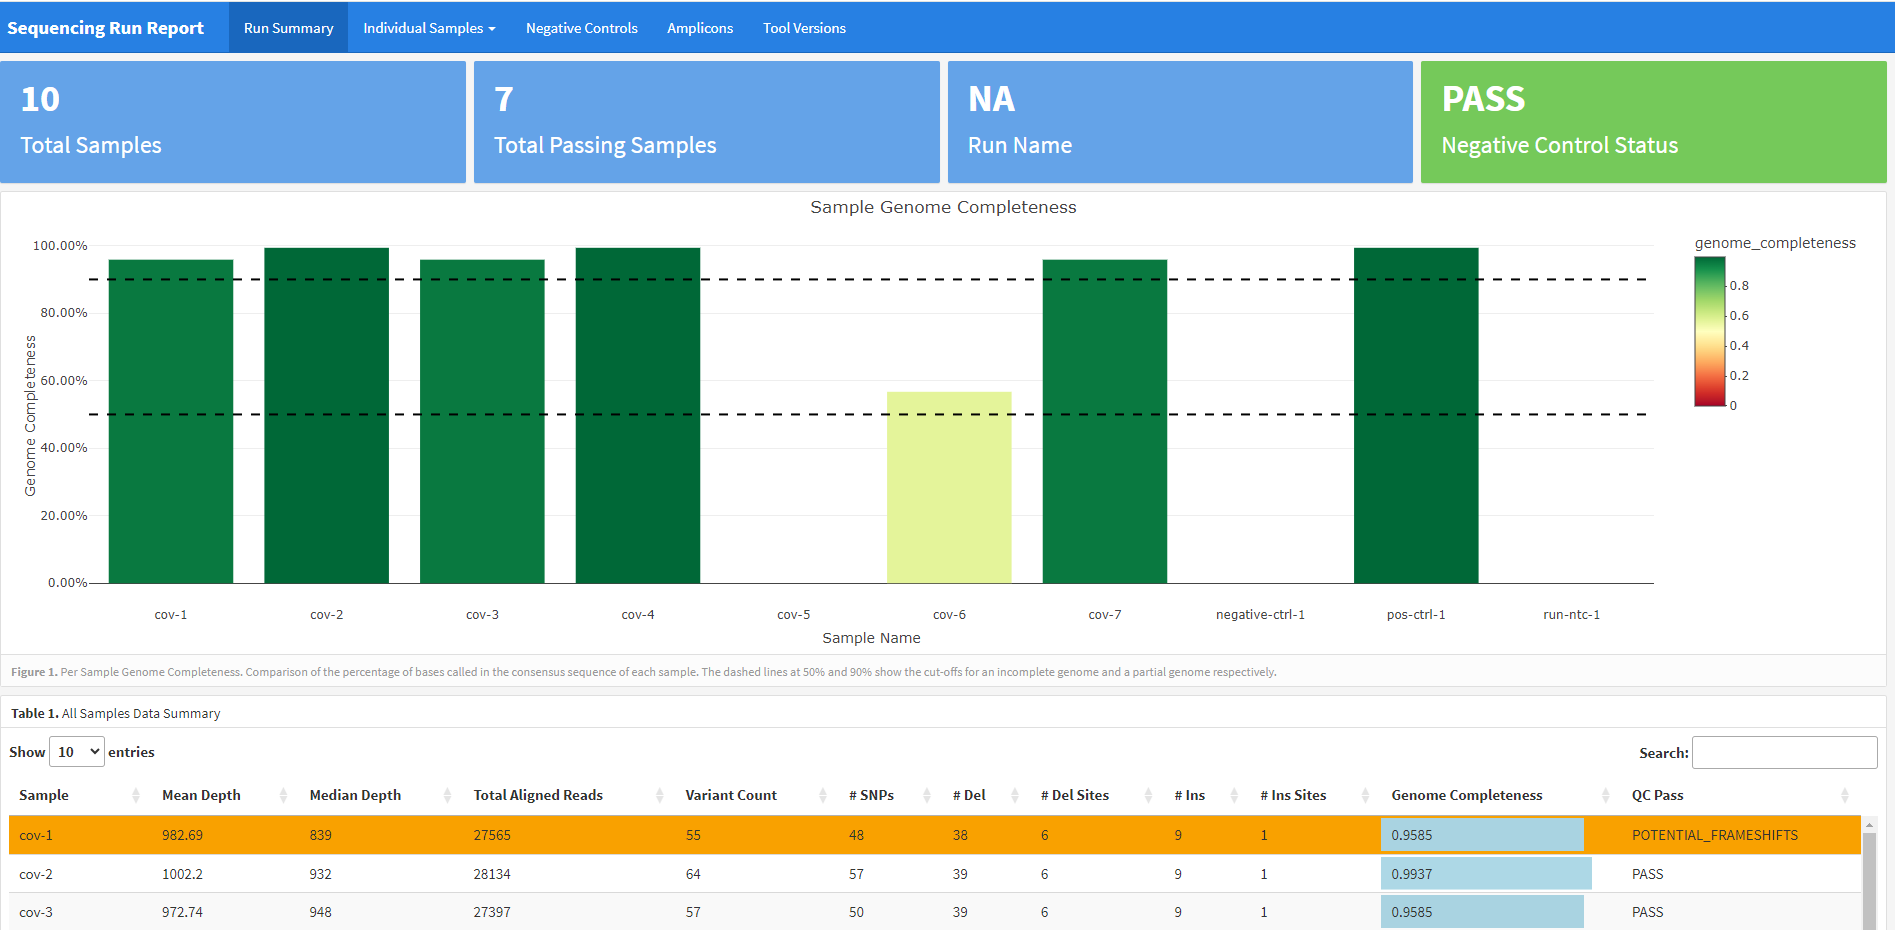 Sequencing Run Report Run Summary Individual Samples Negative Controls Amplicons Tool Versions
10
Total Samples
7
Total Passing Samples
NA
Run Name
PASS
Negative Control Status
Sample Genome Completeness
100.00%
80.00%
60.00%
40.00%
20.00%
0.00%
Genome Completeness
cov-1 cov-2 cov-3 cov-4 cov-5 cov-6 cov-7 negative-ctrl-1 pos-ctrl-1 run-ntc-1
Sample Name
genome_completeness
0.8
0.6
0.4
0.2
0
Figure 1. Per Sample Genome Completeness. Comparison of the percentage of bases called in the consensus sequence of each sample. The dashed lines at 50% and 90% show the cut-offs for an incomplete genome and a partial genome respectively.
Table 1. All Samples Data Summary
Show 10 entries Search:
Sample Mean Depth Median Depth Total Aligned Reads Variant Count # SNPs # Del # Del Sites # Ins # Ins Sites Genome Completeness QC Pass
cov-1 982.69 839 27565 55 48 38 6 9 1 0.9585 POTENTIAL_FRAMESHIFTS
cov-2 1002.2 932 28134 64 57 39 6 9 1 0.9937 PASS
cov-3 972.74 948 27397 57 50 39 6 9 1 0.9585 PASS